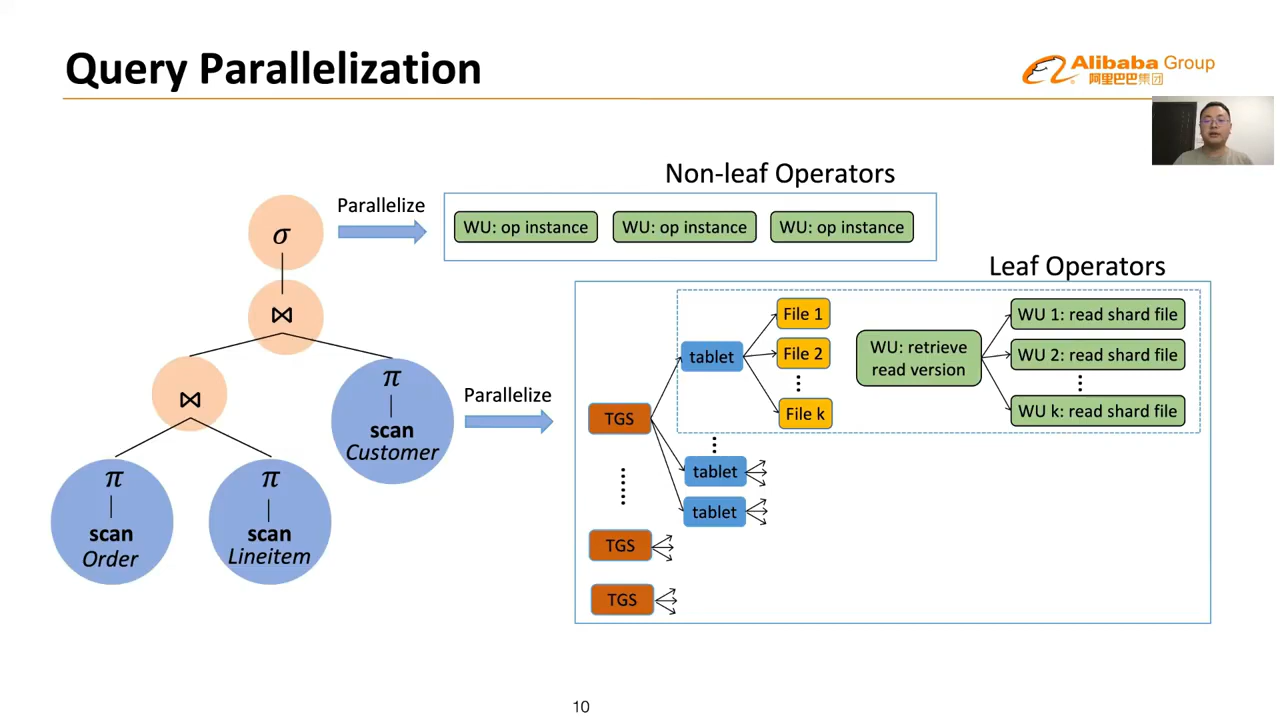 Query Parallelization
Alibaba Group
阿里巴巴集团
Non-leaf Operators
Parallelize
WU: op instance
WU: op instance
WU: op instance
σ
⋈
⋈
π
scan
Customer
π
scan
Order
π
scan
Lineitem
Parallelize
Leaf Operators
TGS
TGS
TGS
tablet
tablet
tablet
File 1
File 2
File k
WU: retrieve
read version
WU 1: read shard file
WU 2: read shard file
WU k: read shard file
10